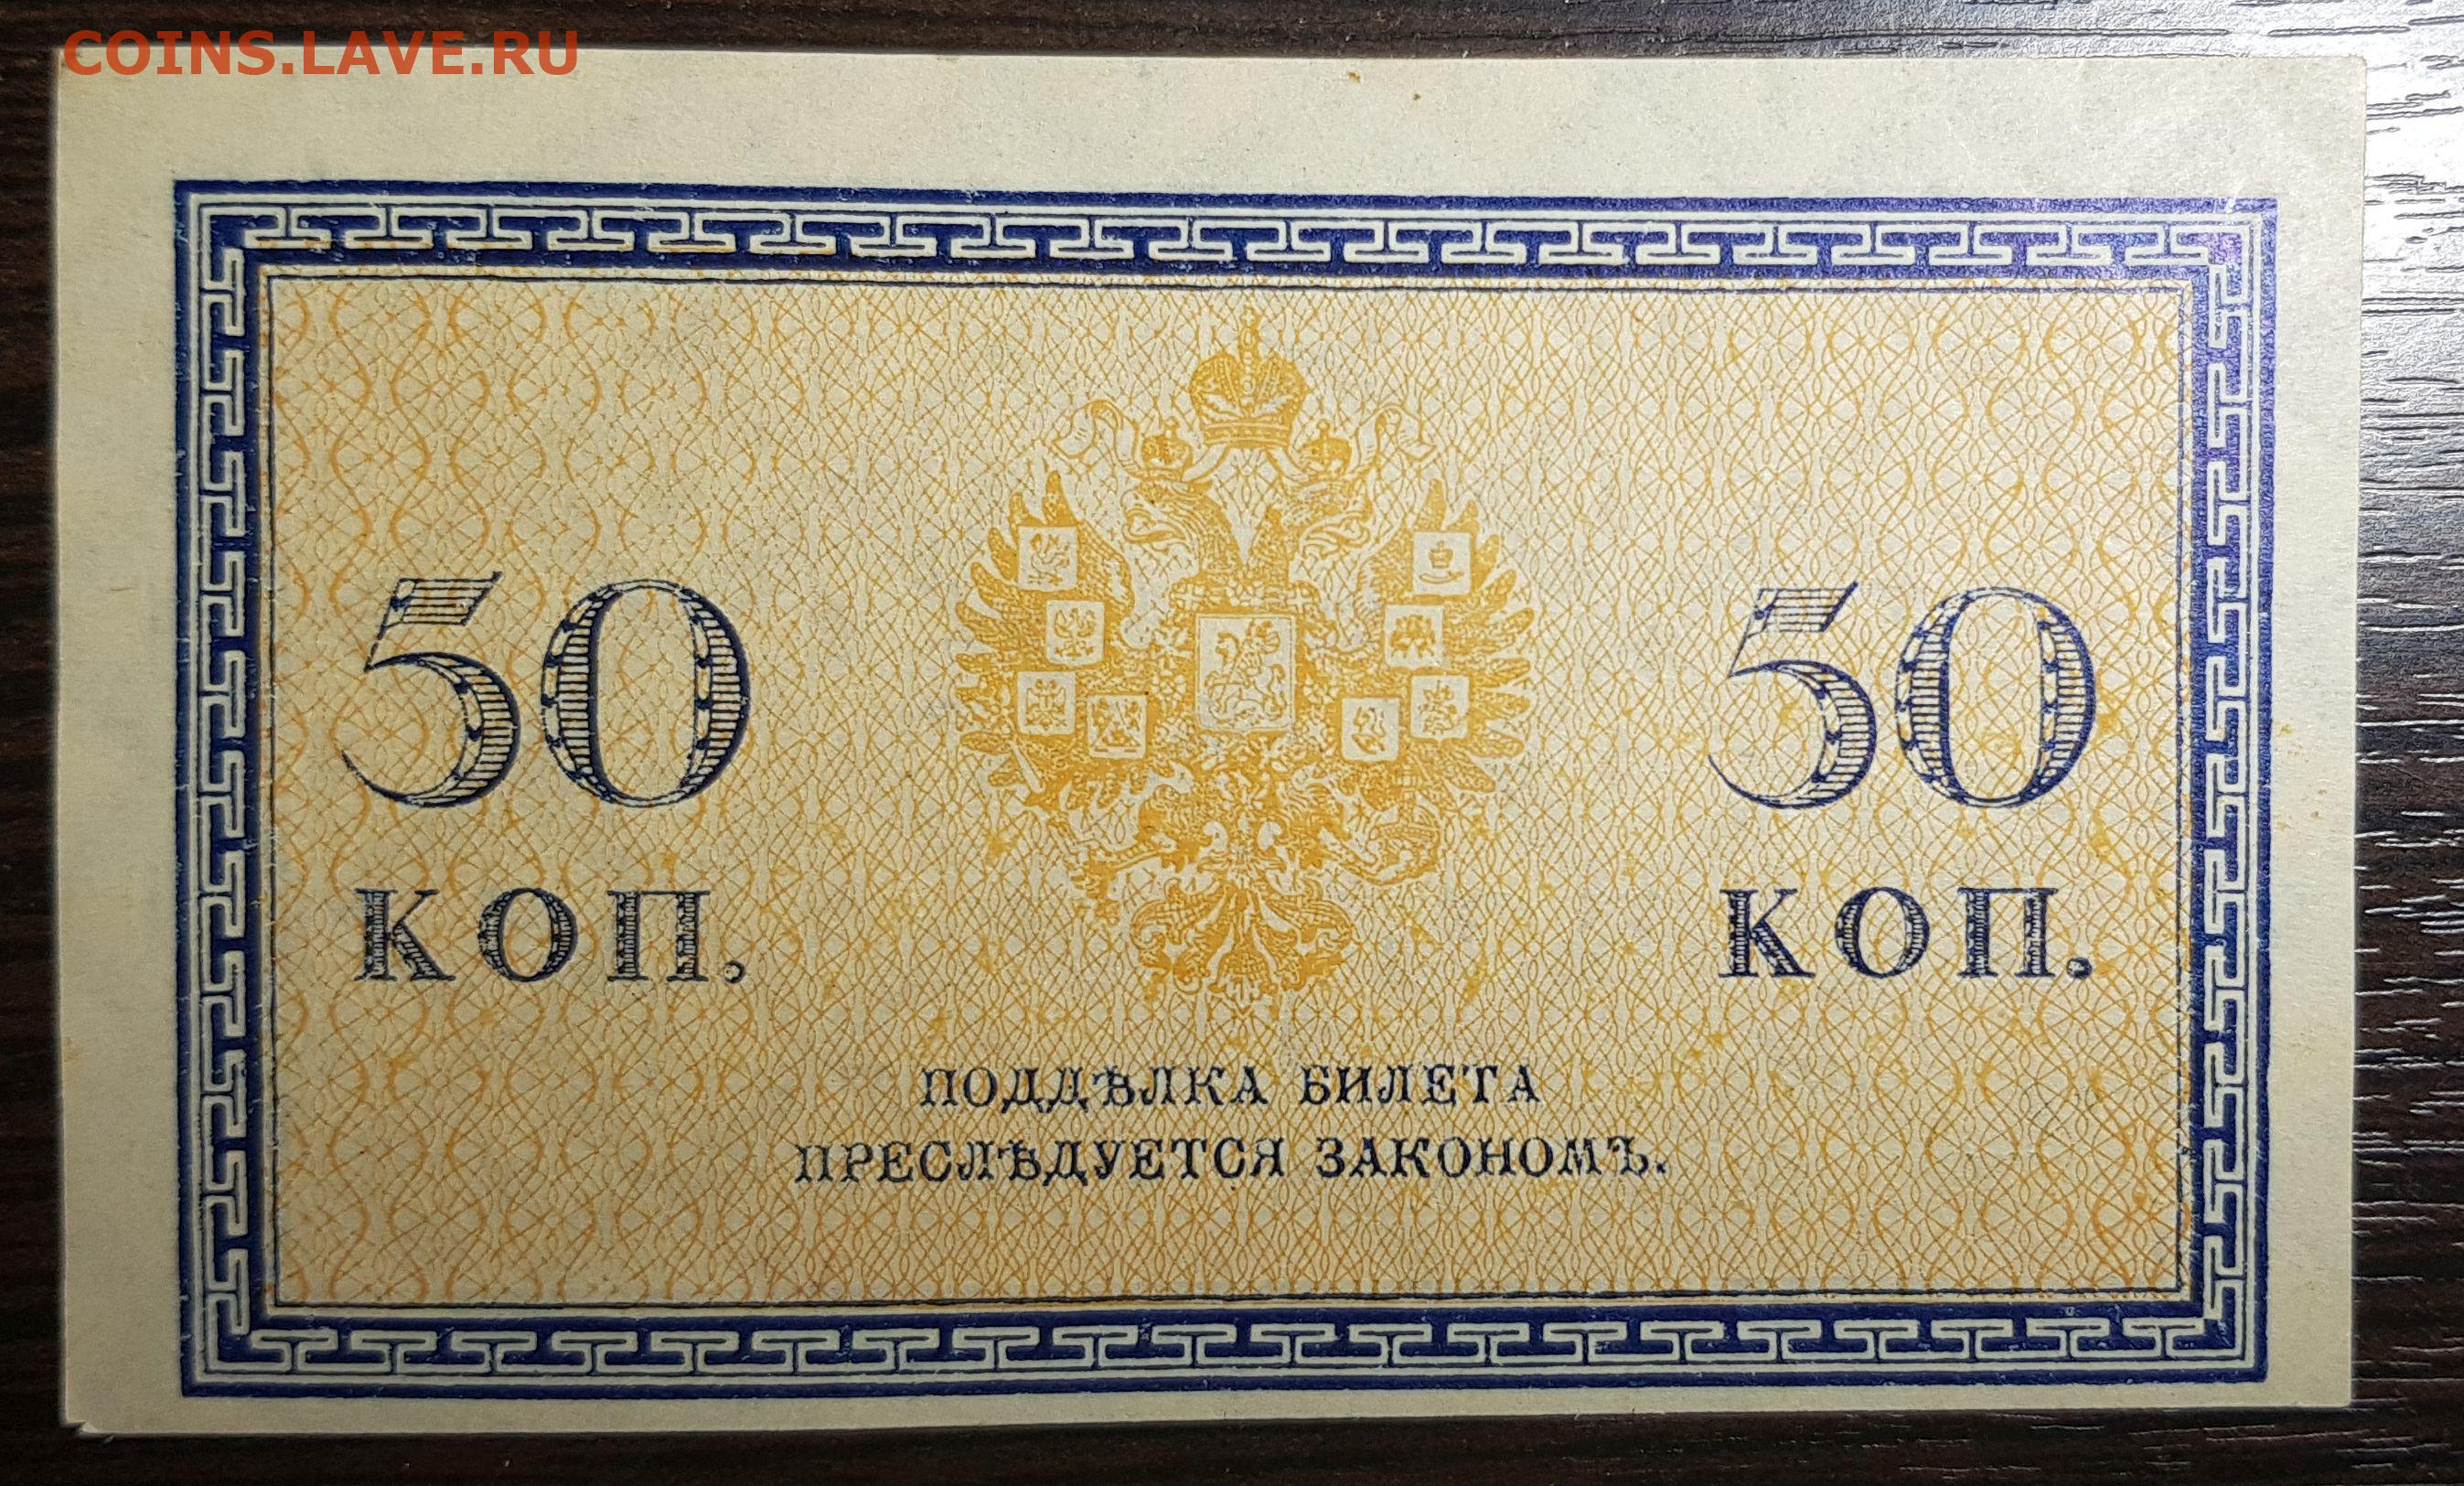 COINS.LAVE.RU
50
КОП.
50
КОП.
ПОДДѢЛКА БИЛЕТА
ПРЕСЛѢДУЕТСЯ ЗАКОНОМЪ.